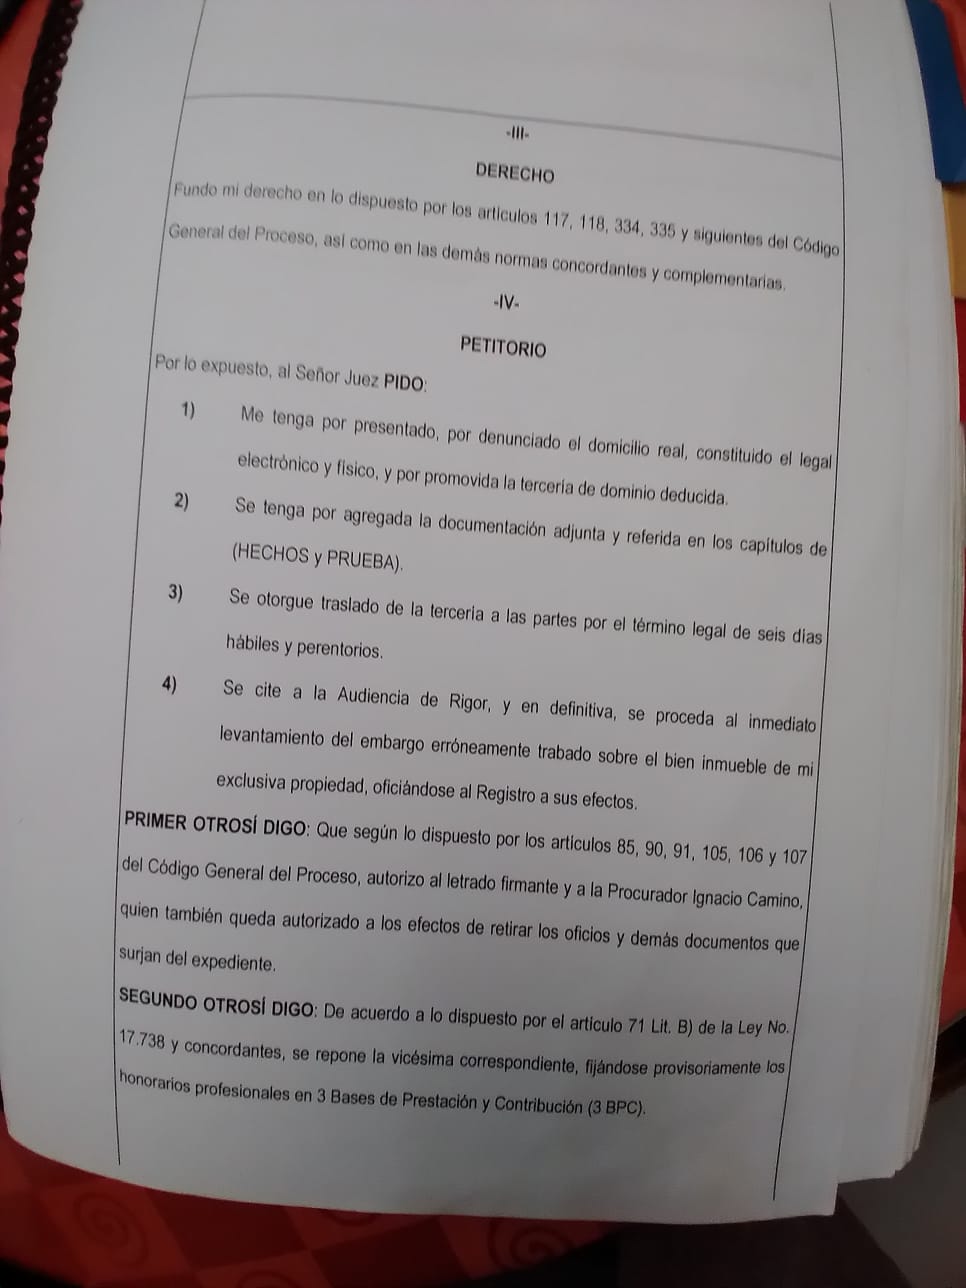 -III-
DERECHO
Fundo mi derecho en lo dispuesto por los artículos 117, 118, 334, 335 y siguientes del Código
General del Proceso, así como en las demás normas concordantes y complementarias.
-IV-
PETITORIO
Por lo expuesto, al Señor Juez PIDO:
1) Me tenga por presentado, por denunciado el domicilio real, constituido el legal
electrónico y físico, y por promovida la tercería de dominio deducida.
2) Se tenga por agregada la documentación adjunta y referida en los capítulos de
(HECHOS y PRUEBA).
3) Se otorgue traslado de la tercería a las partes por el término legal de seis días
hábiles y perentorios.
4) Se cite a la Audiencia de Rigor, y en definitiva, se proceda al inmediato
levantamiento del embargo erróneamente trabado sobre el bien inmueble de mi
exclusiva propiedad, oficiándose al Registro a sus efectos.
PRIMER OTROSÍ DIGO: Que según lo dispuesto por los artículos 85, 90, 91, 105, 106 y 107
del Código General del Proceso, autorizo al letrado firmante y a la Procurador Ignacio Camino,
quien también queda autorizado a los efectos de retirar los oficios y demás documentos que
surjan del expediente.
SEGUNDO OTROSÍ DIGO: De acuerdo a lo dispuesto por el artículo 71 Lit. B) de la Ley No.
17.738 y concordantes, se repone la vicésima correspondiente, fijándose provisoriamente los
honorarios profesionales en 3 Bases de Prestación y Contribución (3 BPC).